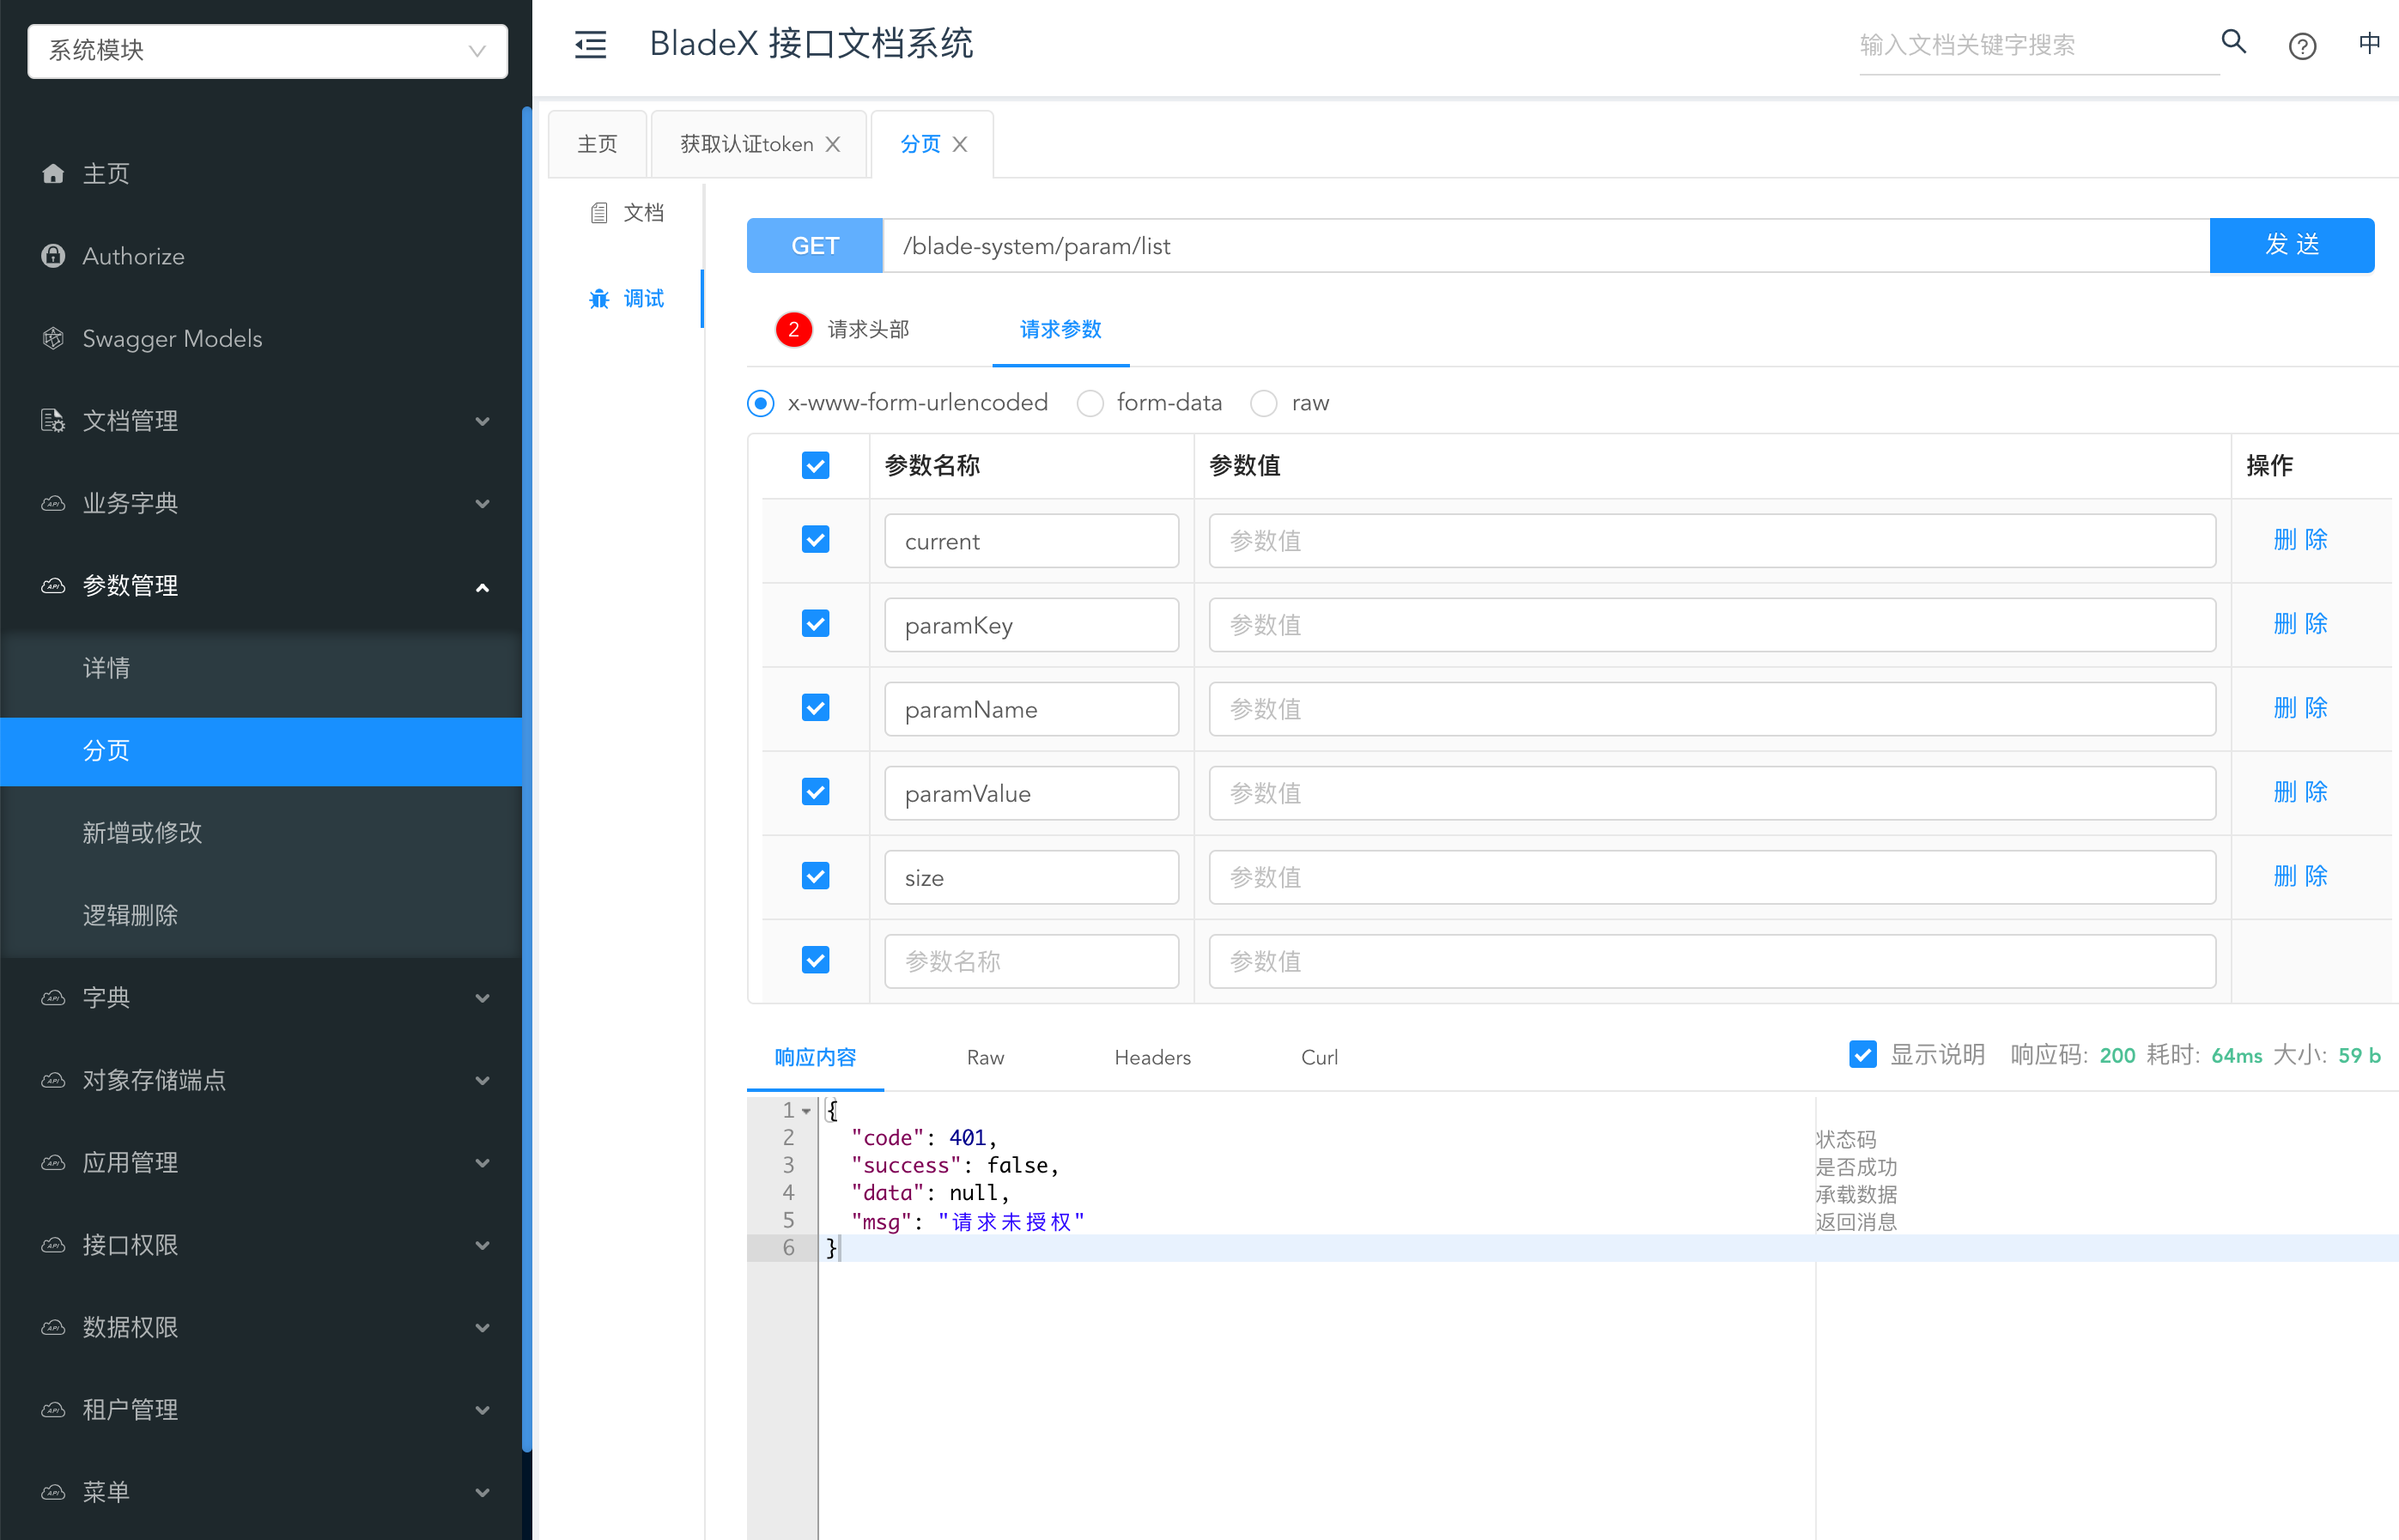 系统模块
主页
Authorize
Swagger Models
文档管理
业务字典
参数管理
详情
分页
新增或修改
逻辑删除
字典
对象存储端点
应用管理
接口权限
数据权限
租户管理
菜单
BladeX 接口文档系统
输入文档关键字搜索
中
主页 获取认证token 分页
文档
调试
GET /blade-system/param/list 发 送
2 请求头部 请求参数
x-www-form-urlencoded form-data raw
参数名称 参数值 操作
current 参数值 删 除
paramKey 参数值 删 除
paramName 参数值 删 除
paramValue 参数值 删 除
size 参数值 删 除
参数名称 参数值
响应内容 Raw Headers Curl 显示说明 响应码: 200 耗时: 64ms 大小: 59 b
1 {
2 "code": 401, 状态码
3 "success": false, 是否成功
4 "data": null, 承载数据
5 "msg": "请求未授权" 返回消息
6 }